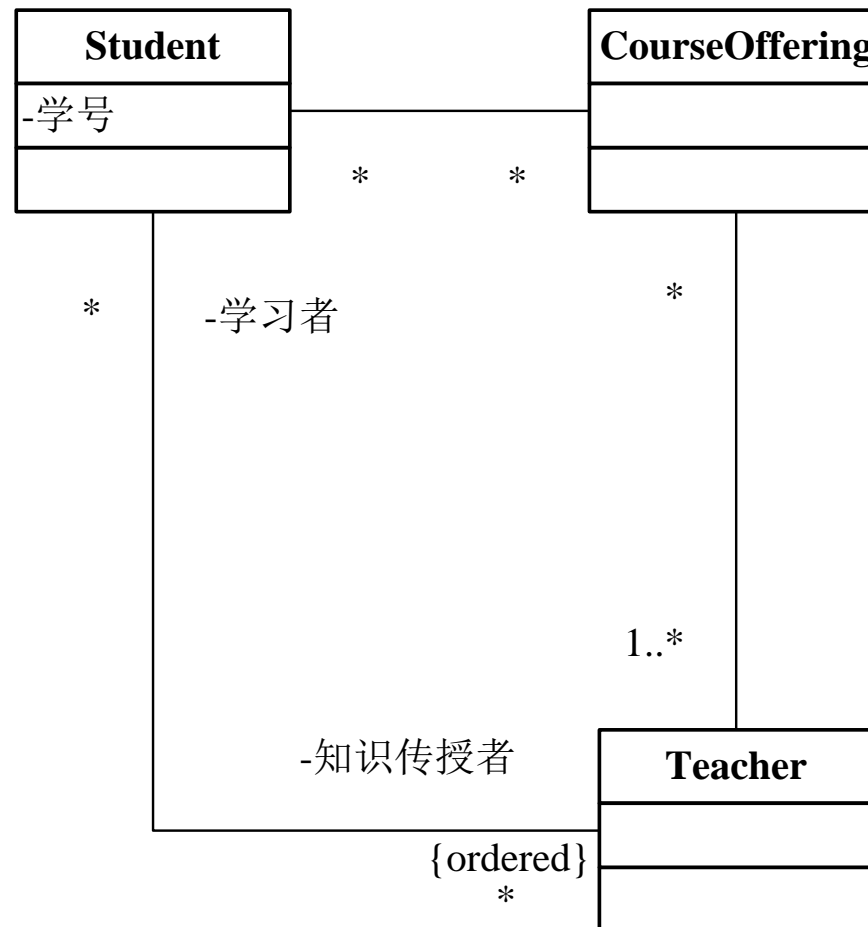 Student
CourseOffering
-学号
*
*
*
-学习者
*
1..*
-知识传授者
Teacher
{ordered}
*